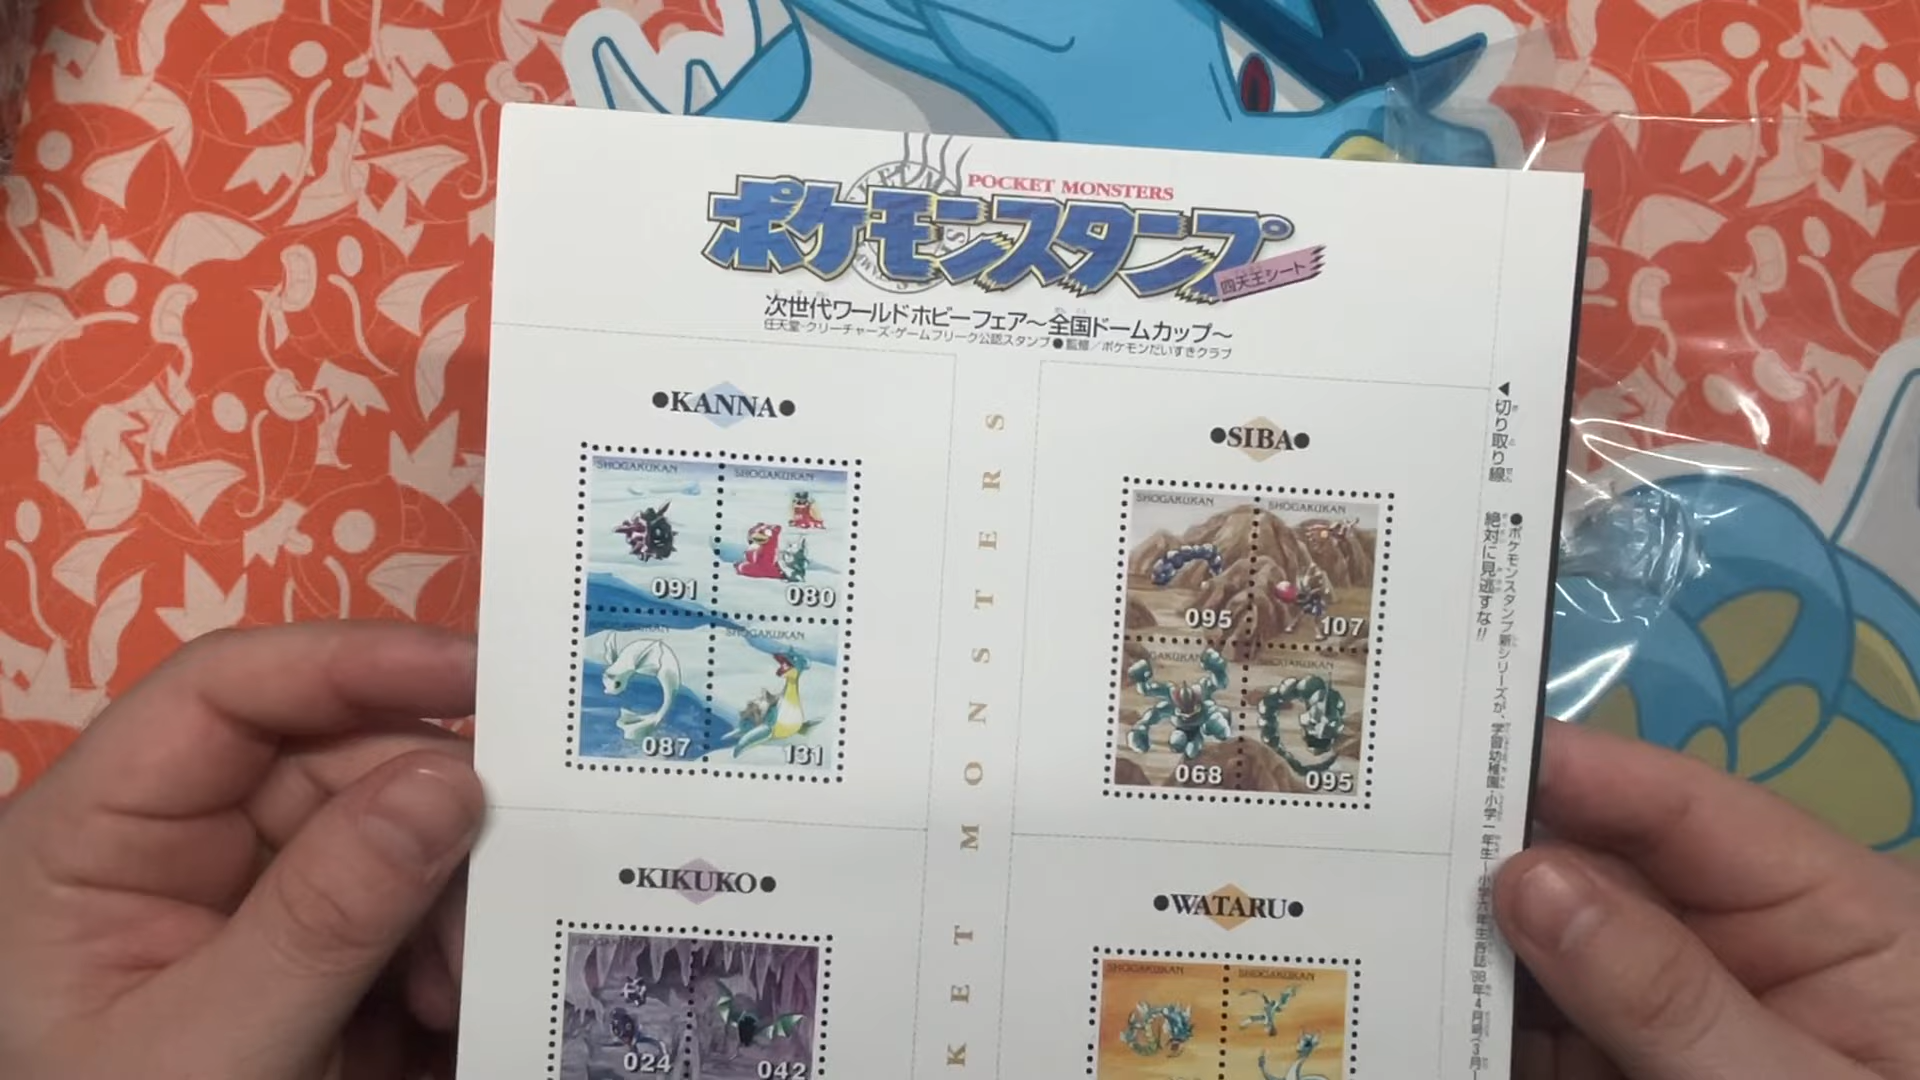 POCKET MONSTERS
ポケモンスタンプ
四天王シート
次世代ワールドホビーフェア〜全国ドームカップ〜
任天堂・クリーチャーズ・ゲームフリーク公認スタンプ●監修／ポケモンだいすきクラブ
●KANNA●
SHOGAKUKAN
091
SHOGAKUKAN
080
SHOGAKUKAN
087
SHOGAKUKAN
131
●SIBA●
SHOGAKUKAN
095
SHOGAKUKAN
107
SHOGAKUKAN
068
SHOGAKUKAN
095
●KIKUKO●
SHOGAKUKAN
024
042
●WATARU●
SHOGAKUKAN
SHOGAKUKAN
KET MONSTERS
◀切り取り線
●ポケモンスタンプ新シリーズが、学習幼稚園・小学一年生〜小学六年生各誌'98年4月号(3月
絶対に見逃すな!!